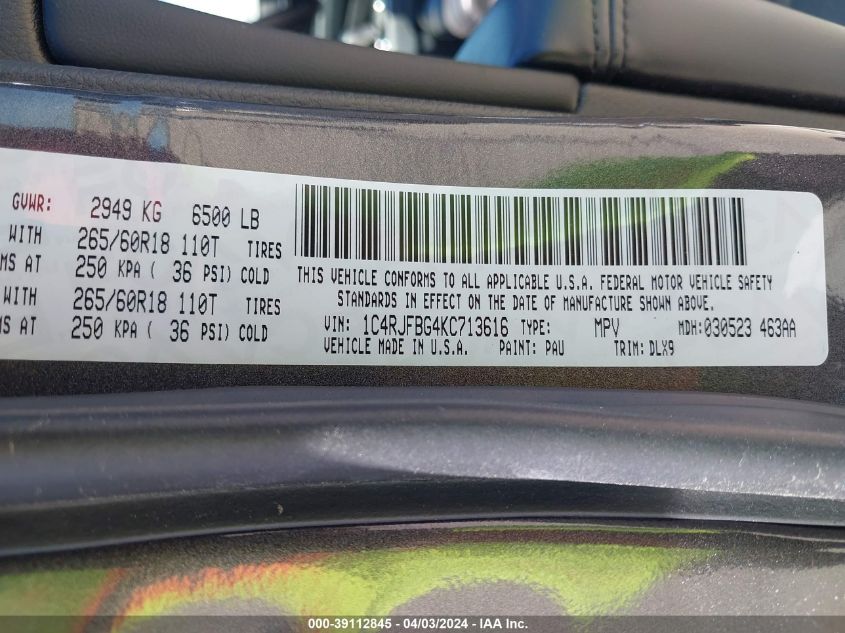 GVWR: 2949 KG 6500 LB
WITH 265/60R18 110T TIRES
MS AT 250 KPA ( 36 PSI) COLD
WITH 265/60R18 110T TIRES
MS AT 250 KPA ( 36 PSI) COLD
THIS VEHICLE CONFORMS TO ALL APPLICABLE U.S.A. FEDERAL MOTOR VEHICLE SAFETY
STANDARDS IN EFFECT ON THE DATE OF MANUFACTURE SHOWN ABOVE.
VIN: 1C4RJFBG4KC713616 TYPE: MPV MDH:030523 463AA
VEHICLE MADE IN U.S.A. PAINT: PAU TRIM: DLX9
000-39112845 - 04/03/2024 - IAA Inc.